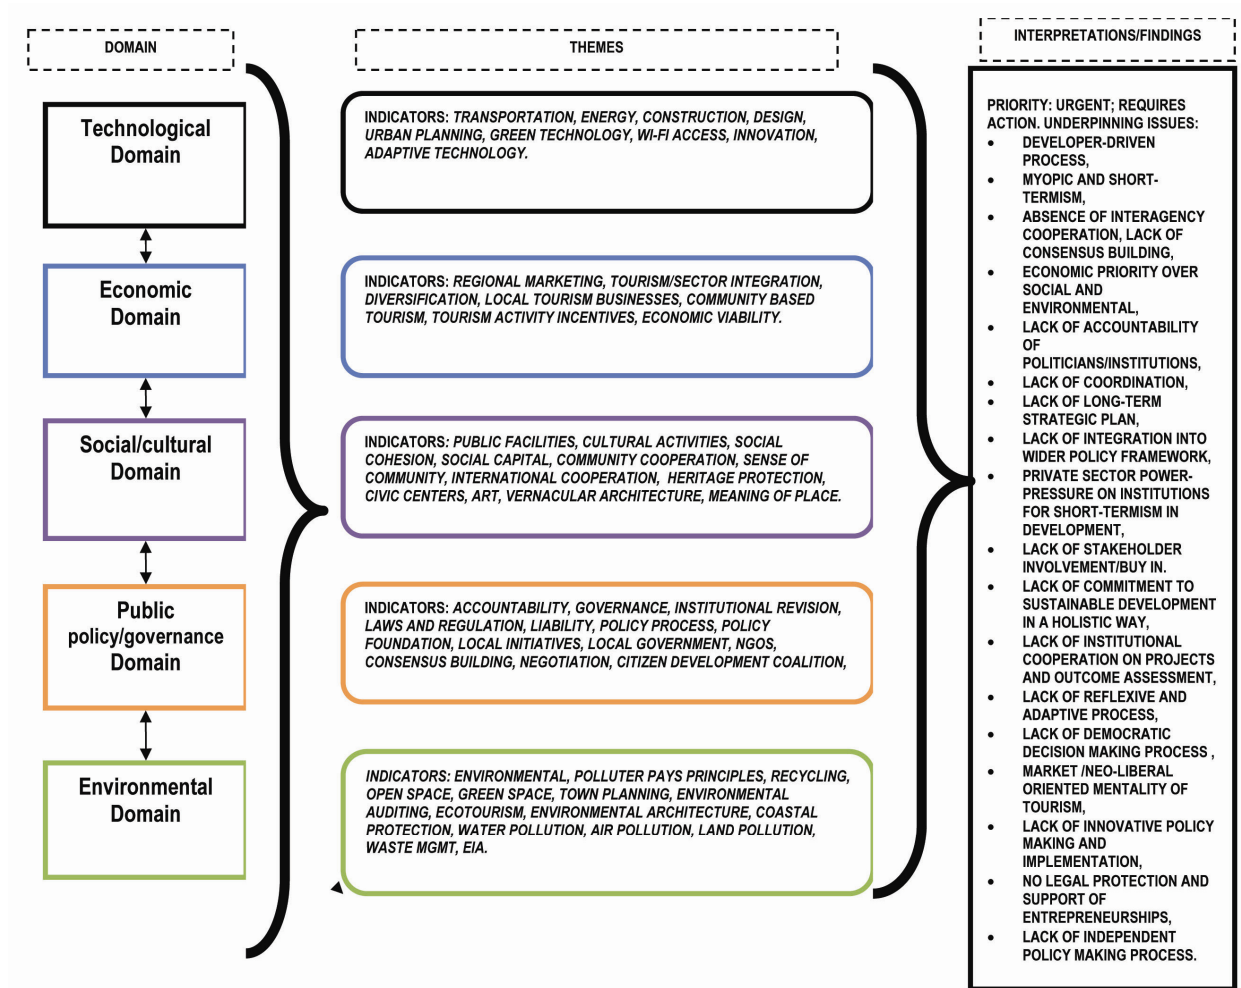 DOMAIN
THEMES
INTERPRETATIONS/FINDINGS
Technological
Domain
Economic
Domain
Social/cultural
Domain
Public
policy/governance
Domain
Environmental
Domain
INDICATORS: TRANSPORTATION, ENERGY, CONSTRUCTION, DESIGN,
URBAN PLANNING, GREEN TECHNOLOGY, WI-FI ACCESS, INNOVATION,
ADAPTIVE TECHNOLOGY.
INDICATORS: REGIONAL MARKETING, TOURISM/SECTOR INTEGRATION,
DIVERSIFICATION, LOCAL TOURISM BUSINESSES, COMMUNITY BASED
TOURISM, TOURISM ACTIVITY INCENTIVES, ECONOMIC VIABILITY.
INDICATORS: PUBLIC FACILITIES, CULTURAL ACTIVITIES, SOCIAL
COHESION, SOCIAL CAPITAL, COMMUNITY COOPERATION, SENSE OF
COMMUNITY, INTERNATIONAL COOPERATION, HERITAGE PROTECTION,
CIVIC CENTERS, ART, VERNACULAR ARCHITECTURE, MEANING OF PLACE.
INDICATORS: ACCOUNTABILITY, GOVERNANCE, INSTITUTIONAL REVISION,
LAWS AND REGULATION, LIABILITY, POLICY PROCESS, POLICY
FOUNDATION, LOCAL INITIATIVES, LOCAL GOVERNMENT, NGOS,
CONSENSUS BUILDING, NEGOTIATION, CITIZEN DEVELOPMENT COALITION,
INDICATORS: ENVIRONMENTAL, POLLUTER PAYS PRINCIPLES, RECYCLING,
OPEN SPACE, GREEN SPACE, TOWN PLANNING, ENVIRONMENTAL
AUDITING, ECOTOURISM, ENVIRONMENTAL ARCHITECTURE, COASTAL
PROTECTION, WATER POLLUTION, AIR POLLUTION, LAND POLLUTION,
WASTE MGMT, EIA.
PRIORITY: URGENT; REQUIRES
ACTION. UNDERPINNING ISSUES:
• DEVELOPER-DRIVEN
PROCESS,
• MYOPIC AND SHORT-
TERMISM,
• ABSENCE OF INTERAGENCY
COOPERATION, LACK OF
CONSENSUS BUILDING,
• ECONOMIC PRIORITY OVER
SOCIAL AND
ENVIRONMENTAL,
• LACK OF ACCOUNTABILITY
OF
POLITICIANS/INSTITUTIONS,
• LACK OF COORDINATION,
• LACK OF LONG-TERM
STRATEGIC PLAN,
• LACK OF INTEGRATION INTO
WIDER POLICY FRAMEWORK,
• PRIVATE SECTOR POWER-
PRESSURE ON INSTITUTIONS
FOR SHORT-TERMISM IN
DEVELOPMENT,
• LACK OF STAKEHOLDER
INVOLVEMENT/BUY IN.
• LACK OF COMMITMENT TO
SUSTAINABLE DEVELOPMENT
IN A HOLISTIC WAY,
• LACK OF INSTITUTIONAL
COOPERATION ON PROJECTS
AND OUTCOME ASSESSMENT,
• LACK OF REFLEXIVE AND
ADAPTIVE PROCESS,
• LACK OF DEMOCRATIC
DECISION MAKING PROCESS ,
• MARKET /NEO-LIBERAL
ORIENTED MENTALITY OF
TOURISM,
• LACK OF INNOVATIVE POLICY
MAKING AND
IMPLEMENTATION,
• NO LEGAL PROTECTION AND
SUPPORT OF
ENTREPRENEURSHIPS,
• LACK OF INDEPENDENT
POLICY MAKING PROCESS.